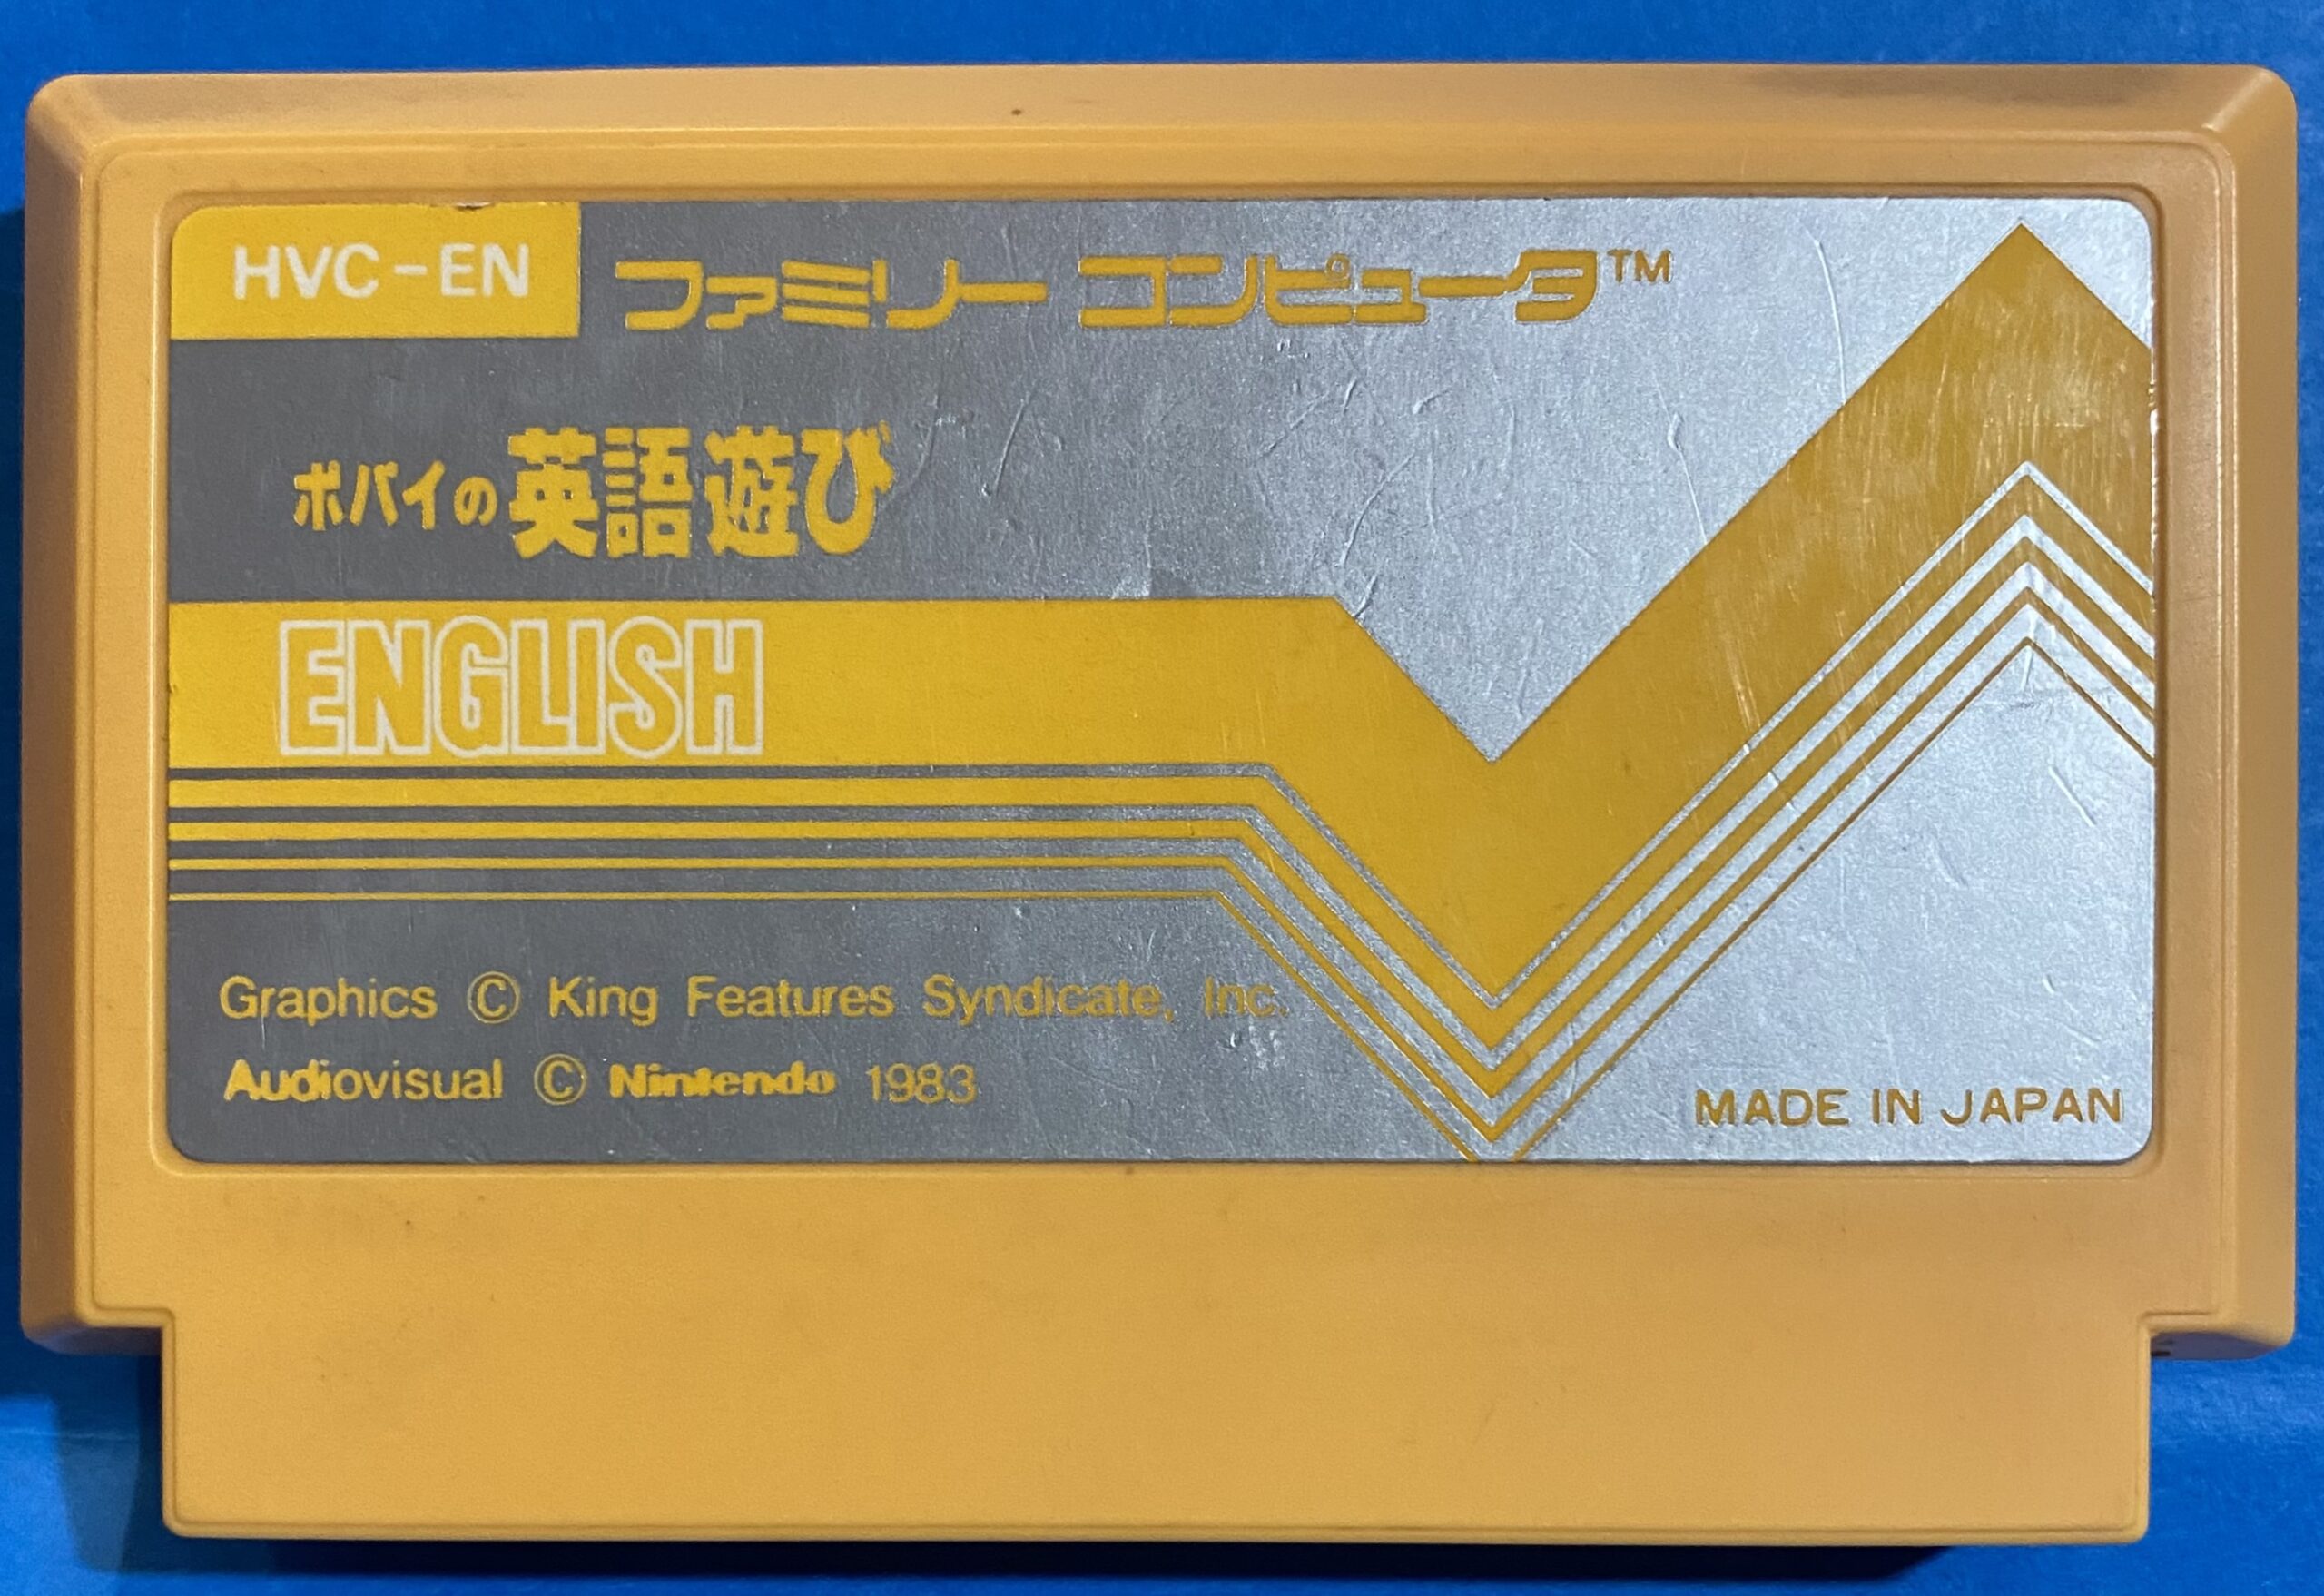 HVC-EN
ファミリー コンピュータ™
ポパイの英語遊び
ENGLISH
Graphics © King Features Syndicate, Inc.
Audiovisual © Nintendo 1983
MADE IN JAPAN